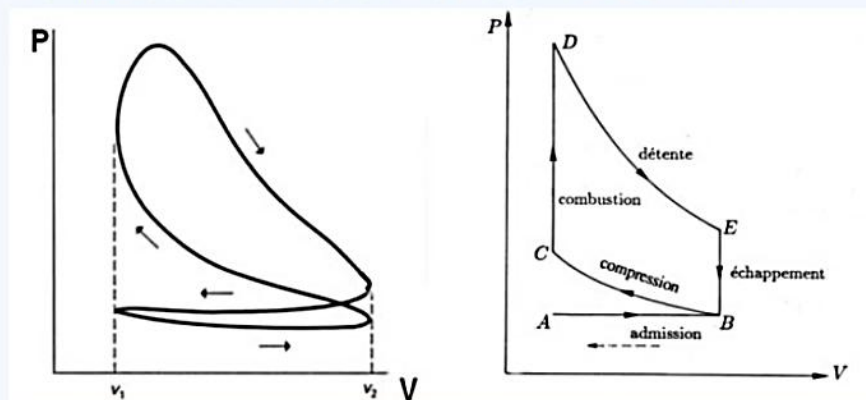 P
V₁
V₂
V
P
D
détente
combustion
E
C
compression
échappement
A
B
admission
V